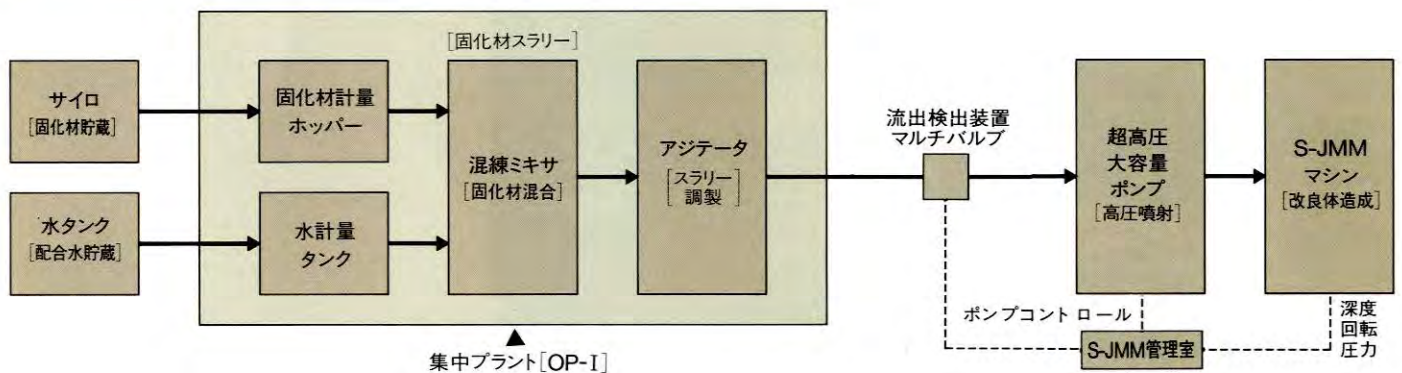 [固化材スラリー]
サイロ
[固化材貯蔵]
固化材計量
ホッパー
水タンク
[配合水貯蔵]
水計量
タンク
混練ミキサ
[固化材混合]
アジテータ
[スラリー
調製]
集中プラント[OP-I]
流出検出装置
マルチバルブ
超高圧
大容量
ポンプ
[高圧噴射]
S-JMM
マシン
[改良体造成]
ポンプコントロール
S-JMM管理室
深度
回転
圧力